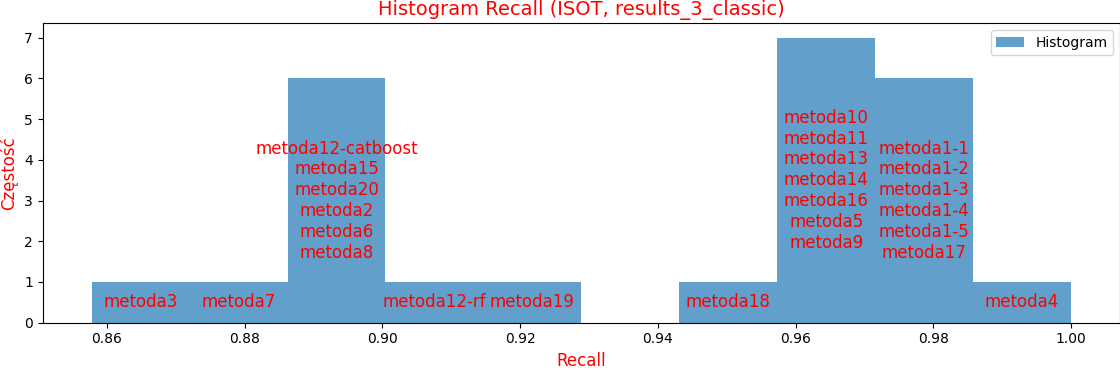 Histogram Recall (ISOT, results_3_classic)
Histogram
Częstość
7
6
5
4
3
2
1
0
metoda3
metoda7
metoda12-catboost
metoda15
metoda20
metoda2
metoda6
metoda8
metoda12-rf
metoda19
metoda18
metoda10
metoda11
metoda13
metoda14
metoda16
metoda5
metoda9
metoda1-1
metoda1-2
metoda1-3
metoda1-4
metoda1-5
metoda17
metoda4
0.86 0.88 0.90 0.92 0.94 0.96 0.98 1.00
Recall